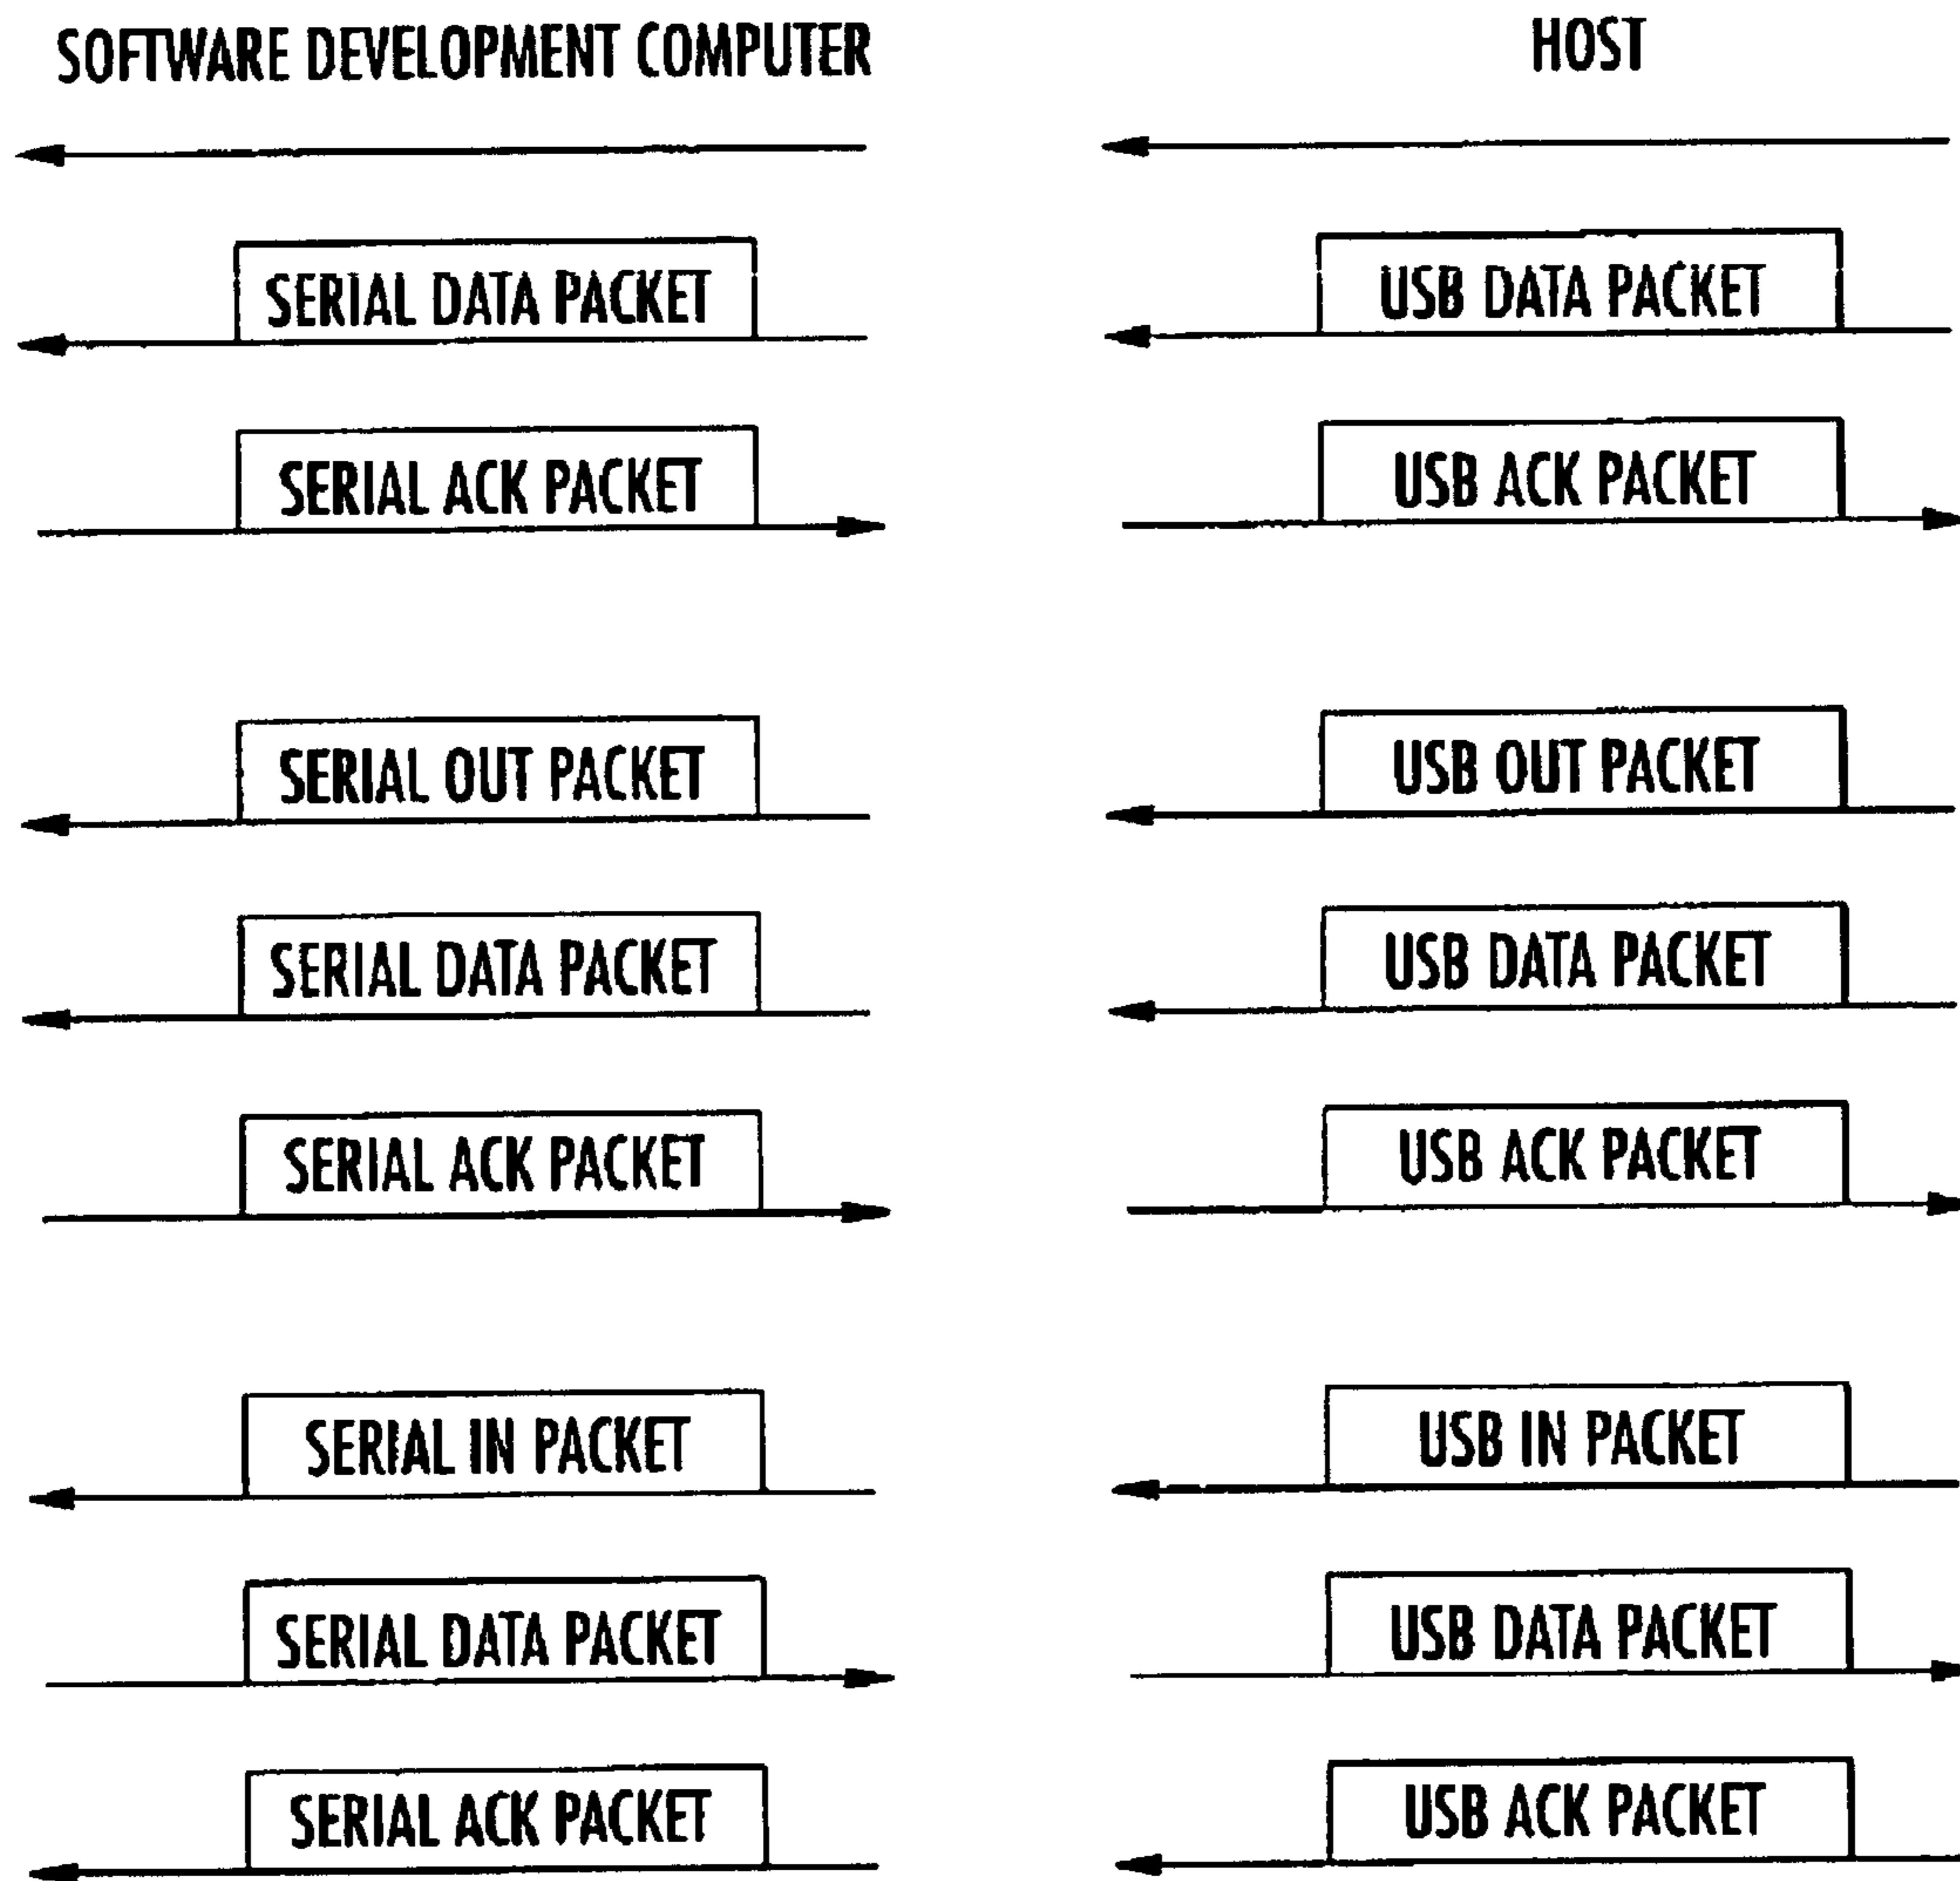 SOFTWARE DEVELOPMENT COMPUTER
HOST
SERIAL DATA PACKET
USB DATA PACKET
SERIAL ACK PACKET
USB ACK PACKET
SERIAL OUT PACKET
USB OUT PACKET
SERIAL DATA PACKET
USB DATA PACKET
SERIAL ACK PACKET
USB ACK PACKET
SERIAL IN PACKET
USB IN PACKET
SERIAL DATA PACKET
USB DATA PACKET
SERIAL ACK PACKET
USB ACK PACKET